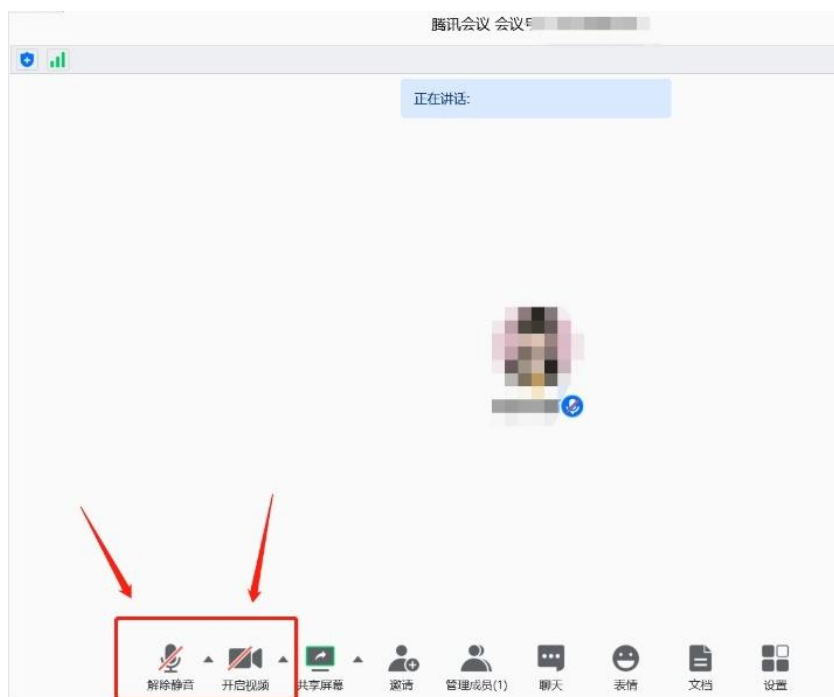 腾讯会议 会议号
正在讲话:
解除静音 开启视频 共享屏幕 邀请 管理成员(1) 聊天 表情 文档 设置